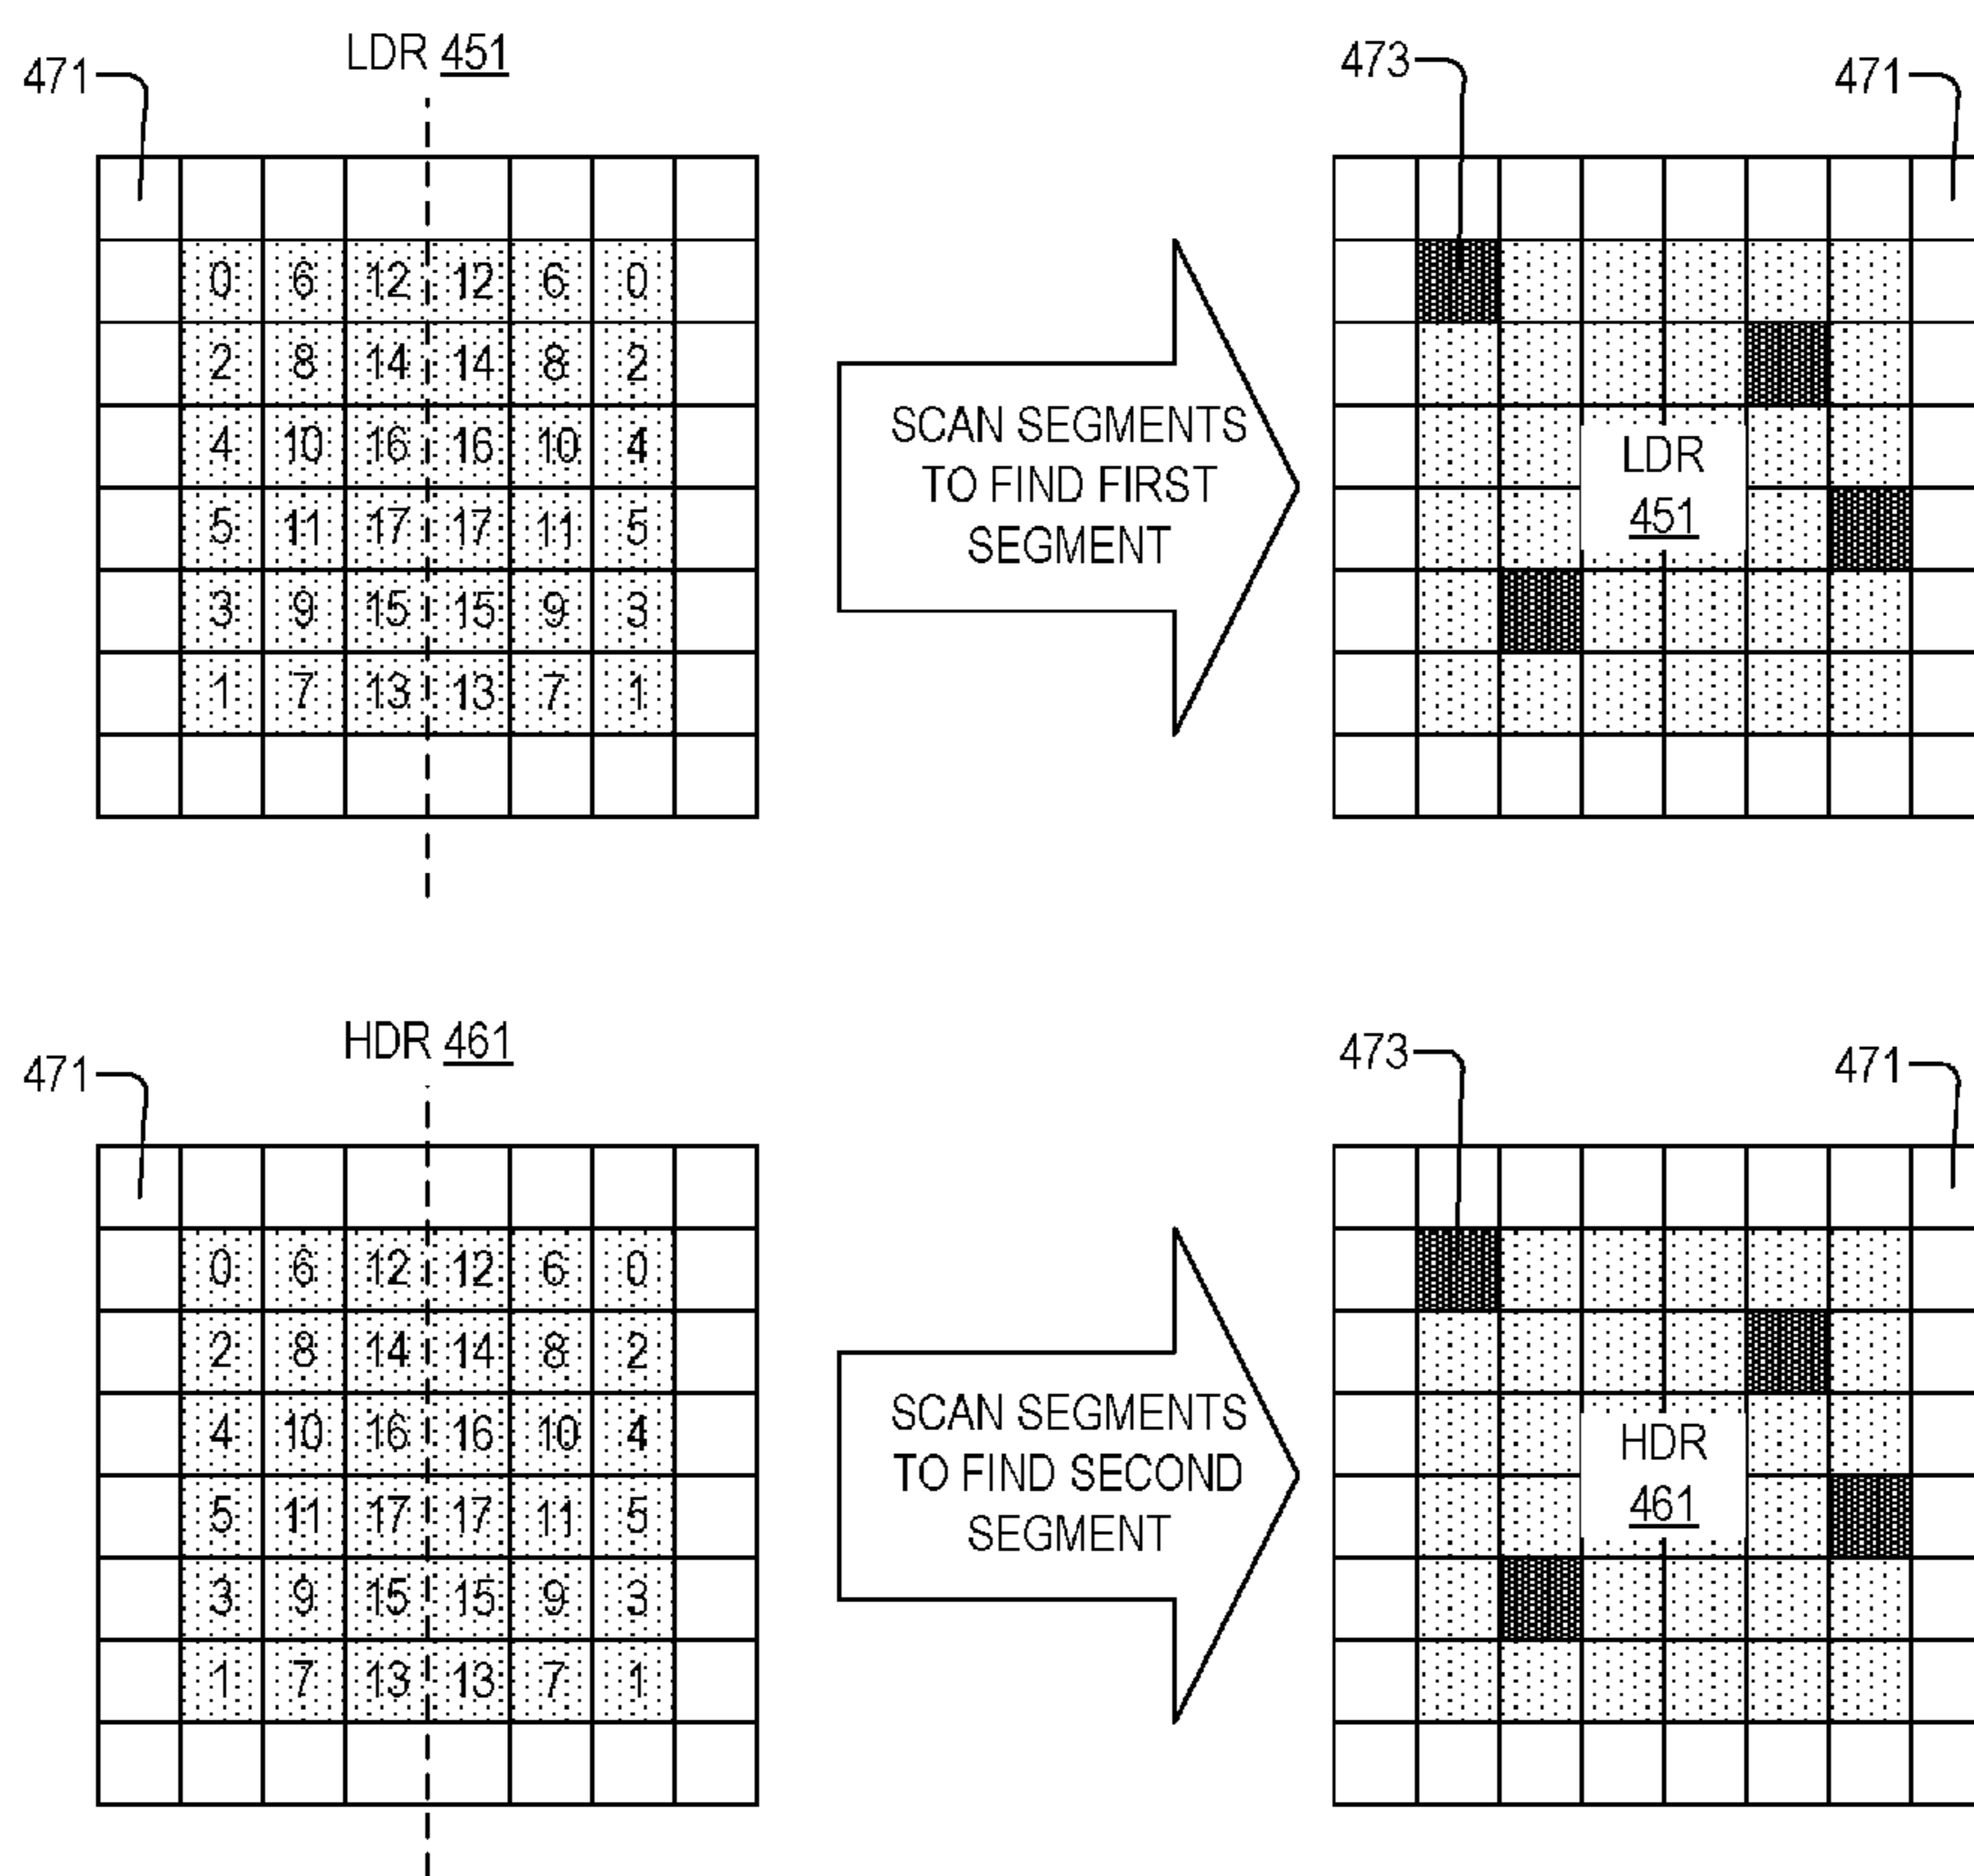 LDR 451
471
473
471
0 6 12 12 6 0
2 8 14 14 8 2
4 10 16 16 10 4
5 11 17 17 11 5
3 9 15 15 9 3
1 7 13 13 7 1
SCAN SEGMENTS
TO FIND FIRST
SEGMENT
LDR
451
HDR 461
471
473
471
0 6 12 12 6 0
2 8 14 14 8 2
4 10 16 16 10 4
5 11 17 17 11 5
3 9 15 15 9 3
1 7 13 13 7 1
SCAN SEGMENTS
TO FIND SECOND
SEGMENT
HDR
461